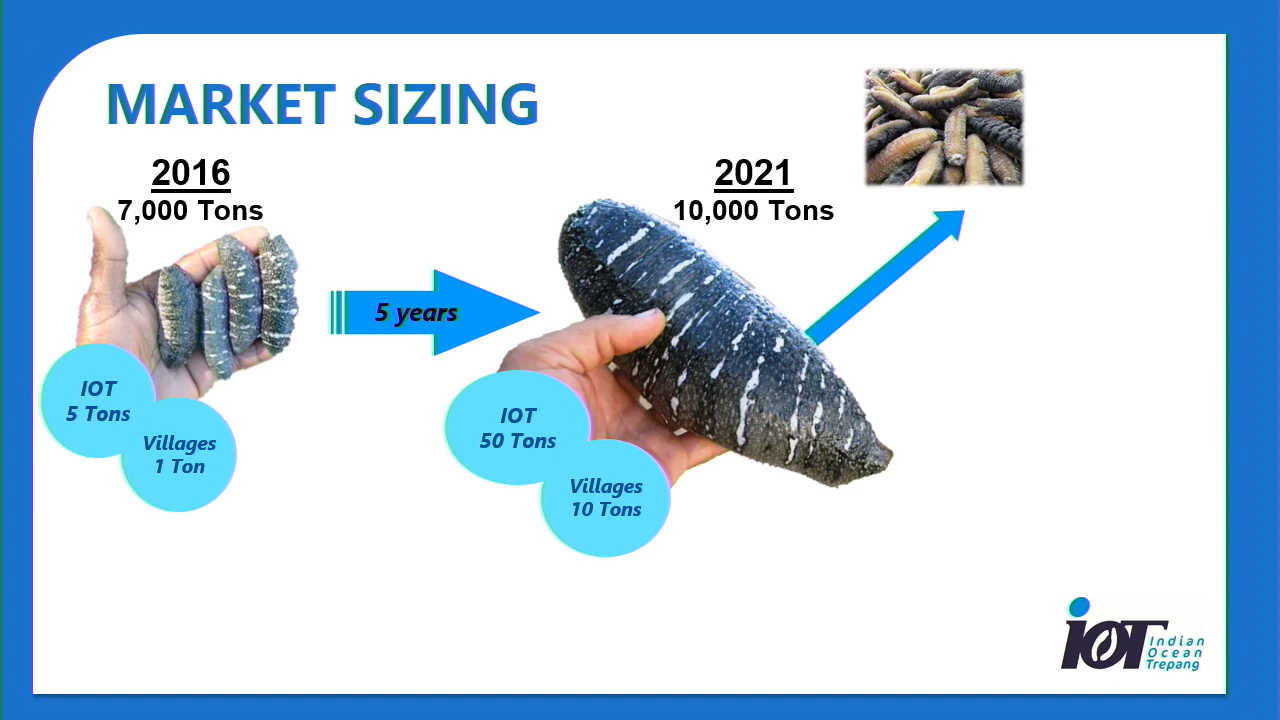 MARKET SIZING
2016
7,000 Tons
2021
10,000 Tons
5 years
IOT
5 Tons
Villages
1 Ton
IOT
50 Tons
Villages
10 Tons
iOT
Indian
Ocean
Trepang